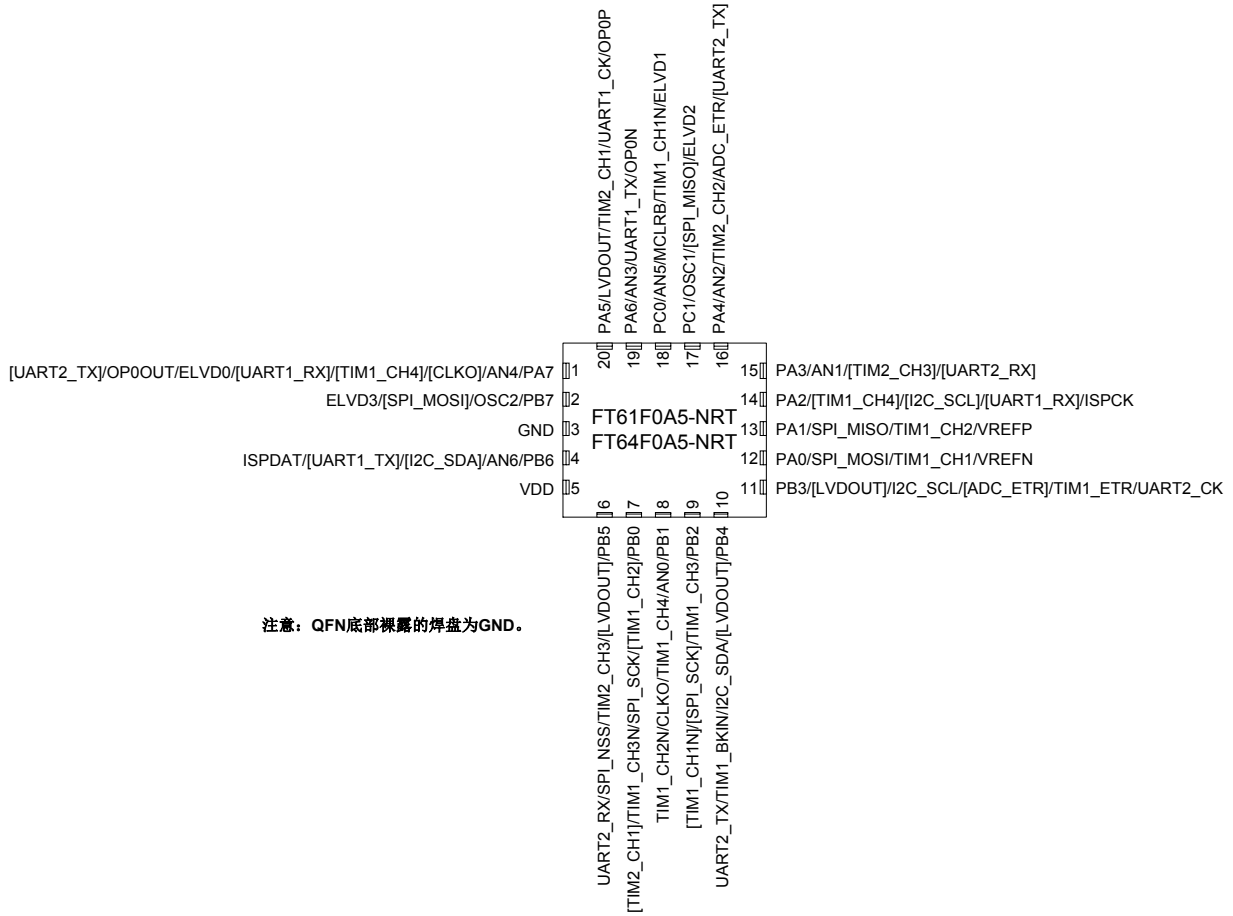 PA5/LVDOUT/TIM2_CH1/UART1_CK/OP0P
PA6/AN3/UART1_TX/OP0N
PC0/AN5/MCLRB/TIM1_CH1N/ELVD1
PC1/OSC1/[SPI_MISO]/ELVD2
PA4/AN2/TIM2_CH2/ADC_ETR/[UART2_TX]
20
19
18
17
16
[UART2_TX]/OP0OUT/ELVD0/[UART1_RX]/[TIM1_CH4]/[CLKO]/AN4/PA7 1
ELVD3/[SPI_MOSI]/OSC2/PB7 2
GND 3
ISPDAT/[UART1_TX]/[I2C_SDA]/AN6/PB6 4
VDD 5
FT61F0A5-NRT
FT64F0A5-NRT
15 PA3/AN1/[TIM2_CH3]/[UART2_RX]
14 PA2/[TIM1_CH4]/[I2C_SCL]/[UART1_RX]/ISPCK
13 PA1/SPI_MISO/TIM1_CH2/VREFP
12 PA0/SPI_MOSI/TIM1_CH1/VREFN
11 PB3/[LVDOUT]/I2C_SCL/[ADC_ETR]/TIM1_ETR/UART2_CK
6
7
8
9
10
UART2_RX/SPI_NSS/TIM2_CH3/[LVDOUT]/PB5
[TIM2_CH1]/TIM1_CH3N/SPI_SCK/[TIM1_CH2]/PB0
TIM1_CH2N/CLKO/TIM1_CH4/AN0/PB1
[TIM1_CH1N]/[SPI_SCK]/TIM1_CH3/PB2
UART2_TX/TIM1_BKIN/I2C_SDA/[LVDOUT]/PB4
注意：QFN底部裸露的焊盘为GND。